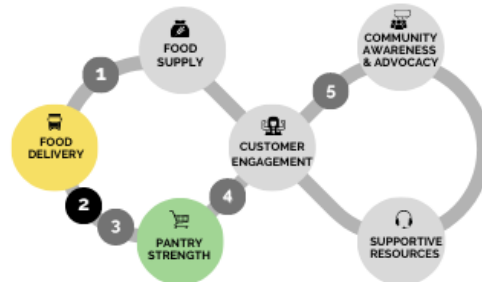 FOOD
SUPPLY
COMMUNITY
AWARENESS
& ADVOCACY
1
5
FOOD
DELIVERY
CUSTOMER
ENGAGEMENT
2
3
4
PANTRY
STRENGTH
SUPPORTIVE
RESOURCES